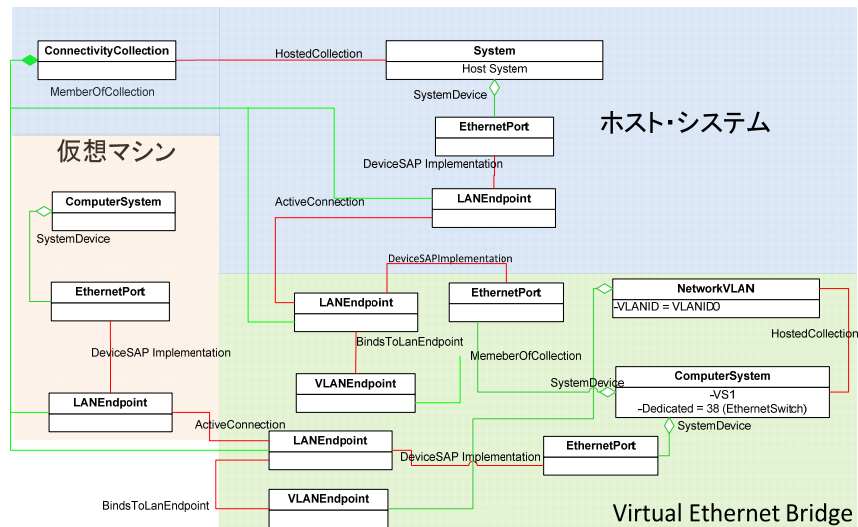 ConnectivityCollection
HostedCollection
System
Host System
MemberOfCollection
SystemDevice
EthernetPort
ホスト・システム
仮想マシン
DeviceSAP Implementation
ComputerSystem
LANEndpoint
ActiveConnection
SystemDevice
DeviceSAPImplementation
EthernetPort
LANEndpoint
EthernetPort
NetworkVLAN
-VLANID = VLANID0
HostedCollection
BindsToLanEndpoint
DeviceSAP Implementation
MemeberOfCollection
VLANEndpoint
SystemDevice
ComputerSystem
-VS1
-Dedicated = 38 (EthernetSwitch)
LANEndpoint
ActiveConnection
SystemDevice
LANEndpoint
EthernetPort
DeviceSAP Implementation
BindsToLanEndpoint
VLANEndpoint
Virtual Ethernet Bridge